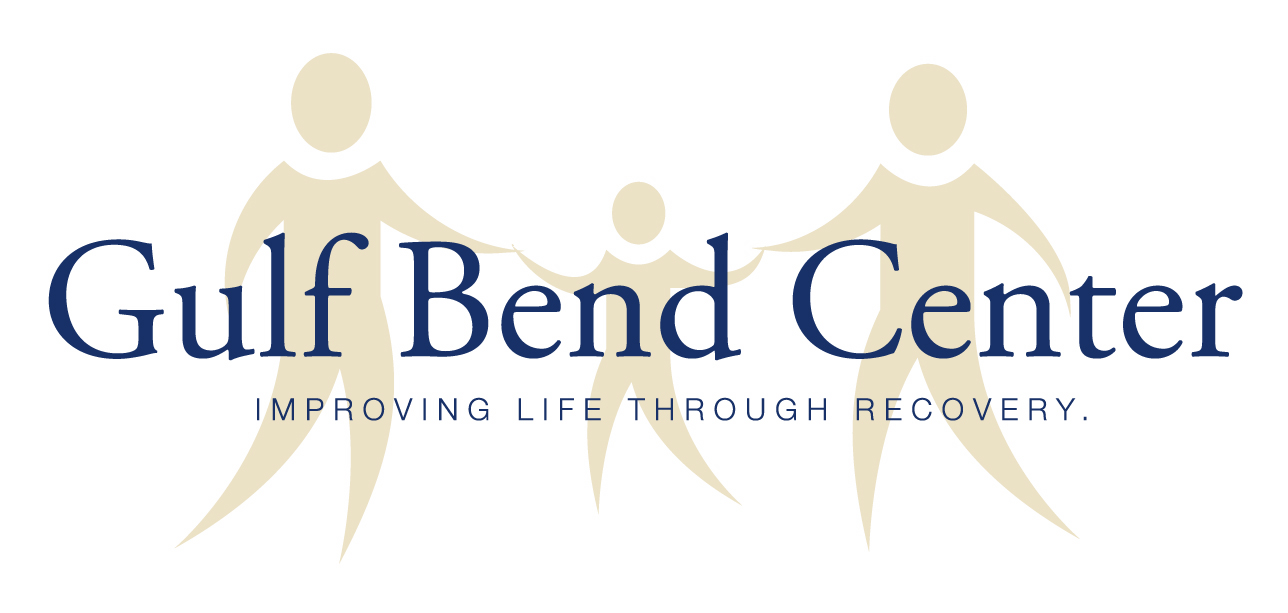 Gulf Bend Center
IMPROVING LIFE THROUGH RECOVERY.